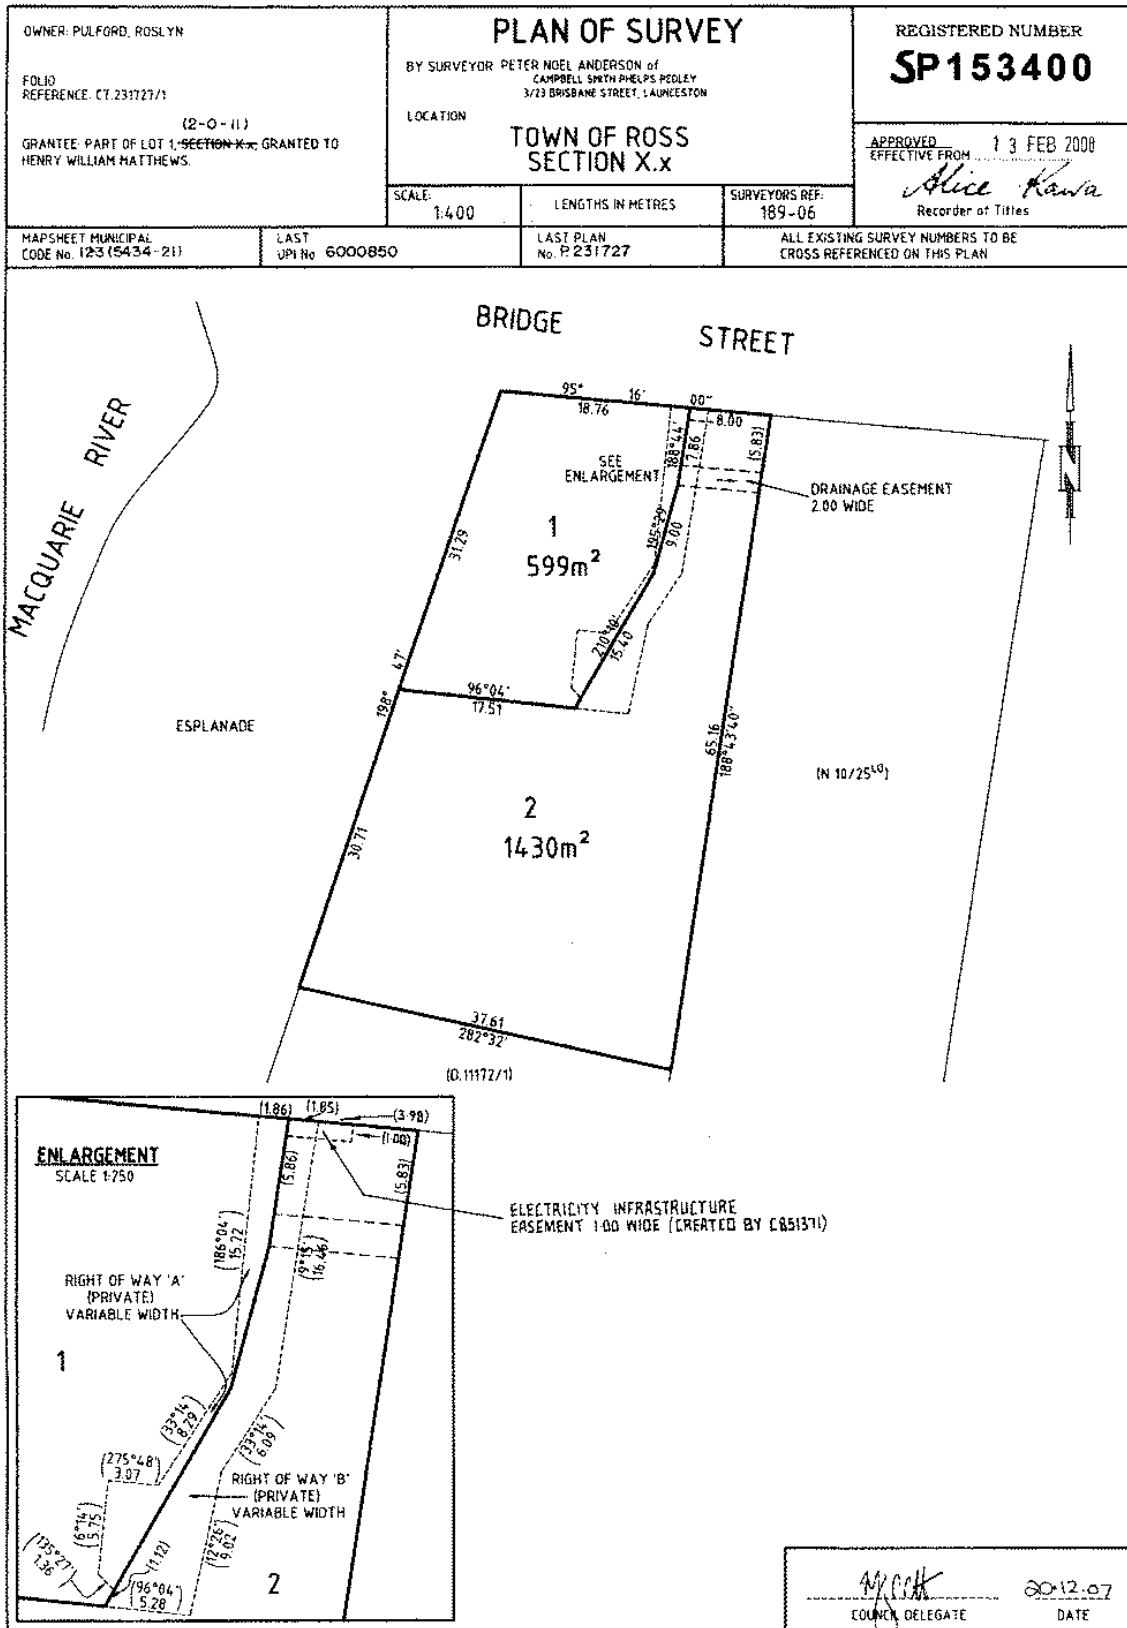 OWNER: PULFORD, ROSLYN
FOLIO
REFERENCE: CT.231727/1
(2-0-11)
GRANTEE: PART OF LOT 1, SECTION X.x, GRANTED TO
HENRY WILLIAM MATTHEWS.
PLAN OF SURVEY
BY SURVEYOR PETER NOEL ANDERSON of
CAMPBELL SMITH PHELPS PEDLEY
3/23 BRISBANE STREET, LAUNCESTON
LOCATION
TOWN OF ROSS
SECTION X.x
SCALE:
1:400
LENGTHS IN METRES
SURVEYORS REF:
189-06
REGISTERED NUMBER
SP153400
APPROVED
EFFECTIVE FROM 13 FEB 2008
Alice Kawa
Recorder of Titles
MAPSHEET MUNICIPAL
CODE No. 123 (5434-21)
LAST
UPI No 6000850
LAST PLAN
No. P.231727
ALL EXISTING SURVEY NUMBERS TO BE
CROSS REFERENCED ON THIS PLAN
BRIDGE STREET
MACQUARIE RIVER
95° 16' 00"
18.76
8.00
SEE
ENLARGEMENT
188°44'
7.86
(5.83)
DRAINAGE EASEMENT
2.00 WIDE
N
1
599m²
31.29
195°29'
9.00
210°10'
15.40
198° 47'
96°04'
17.51
ESPLANADE
65.16
188°43'40"
(N 10/25 LO)
2
1430m²
30.71
37.61
282°32'
(D.11172/1)
ENLARGEMENT
SCALE 1:250
(1.86)
(1.85)
(3.98)
(1.00)
(5.86)
(5.83)
ELECTRICITY INFRASTRUCTURE
EASEMENT 1.00 WIDE (CREATED BY C851371)
(186°04'
15.72)
(9°15'
16.46)
RIGHT OF WAY 'A'
(PRIVATE)
VARIABLE WIDTH
1
(33°14'
8.79)
(33°14'
6.09)
(275°48'
3.07)
RIGHT OF WAY 'B'
(PRIVATE)
VARIABLE WIDTH
(6°14'
5.75)
(12°26'
9.02)
(135°27'
1.36)
(1.12)
(96°04'
5.28)
2
20.12.07
COUNCIL DELEGATE
DATE